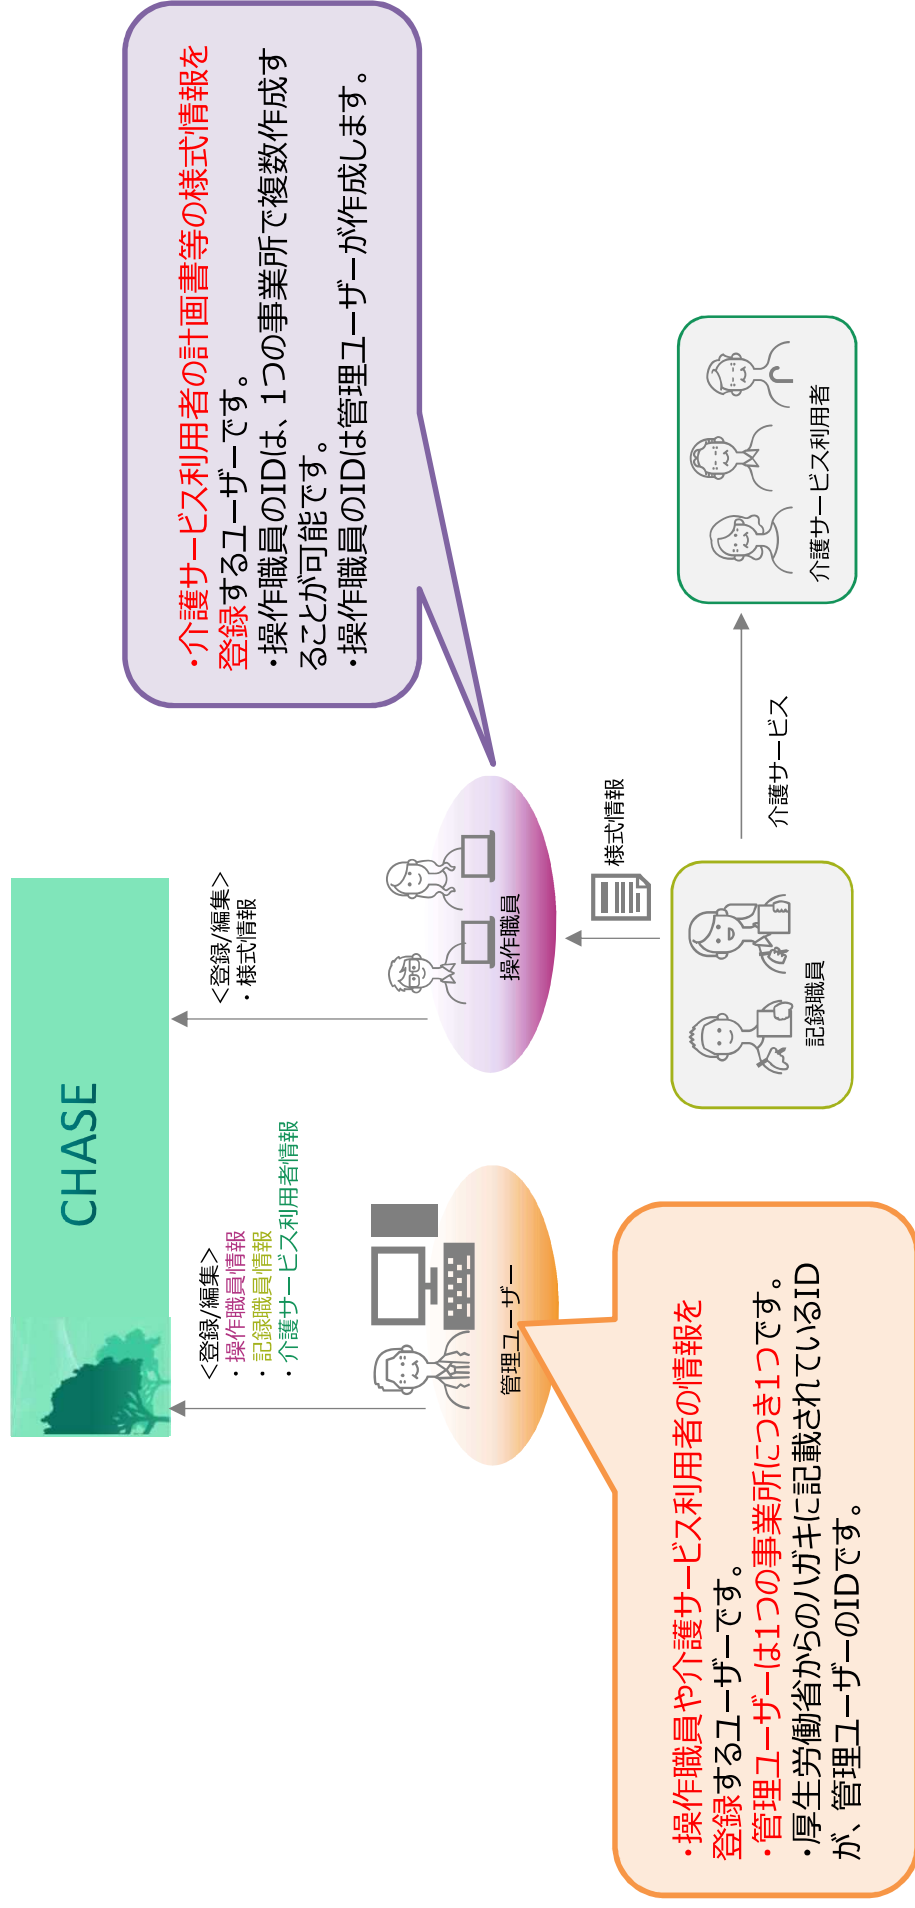 CHASE
<登録/編集>
・操作職員情報
・記録職員情報
・介護サービス利用者情報
<登録/編集>
・様式情報
・介護サービス利用者の計画書等の様式情報を
登録するユーザーです。
・操作職員のIDは、1つの事業所で複数作成す
ることが可能です。
・操作職員のIDは管理ユーザーが作成します。
管理ユーザー
操作職員
様式情報
記録職員
介護サービス
介護サービス利用者
・操作職員や介護サービス利用者の情報を
登録するユーザーです。
・管理ユーザーは1つの事業所につき1つです。
・厚生労働省からのハガキに記載されているID
が、管理ユーザーのIDです。